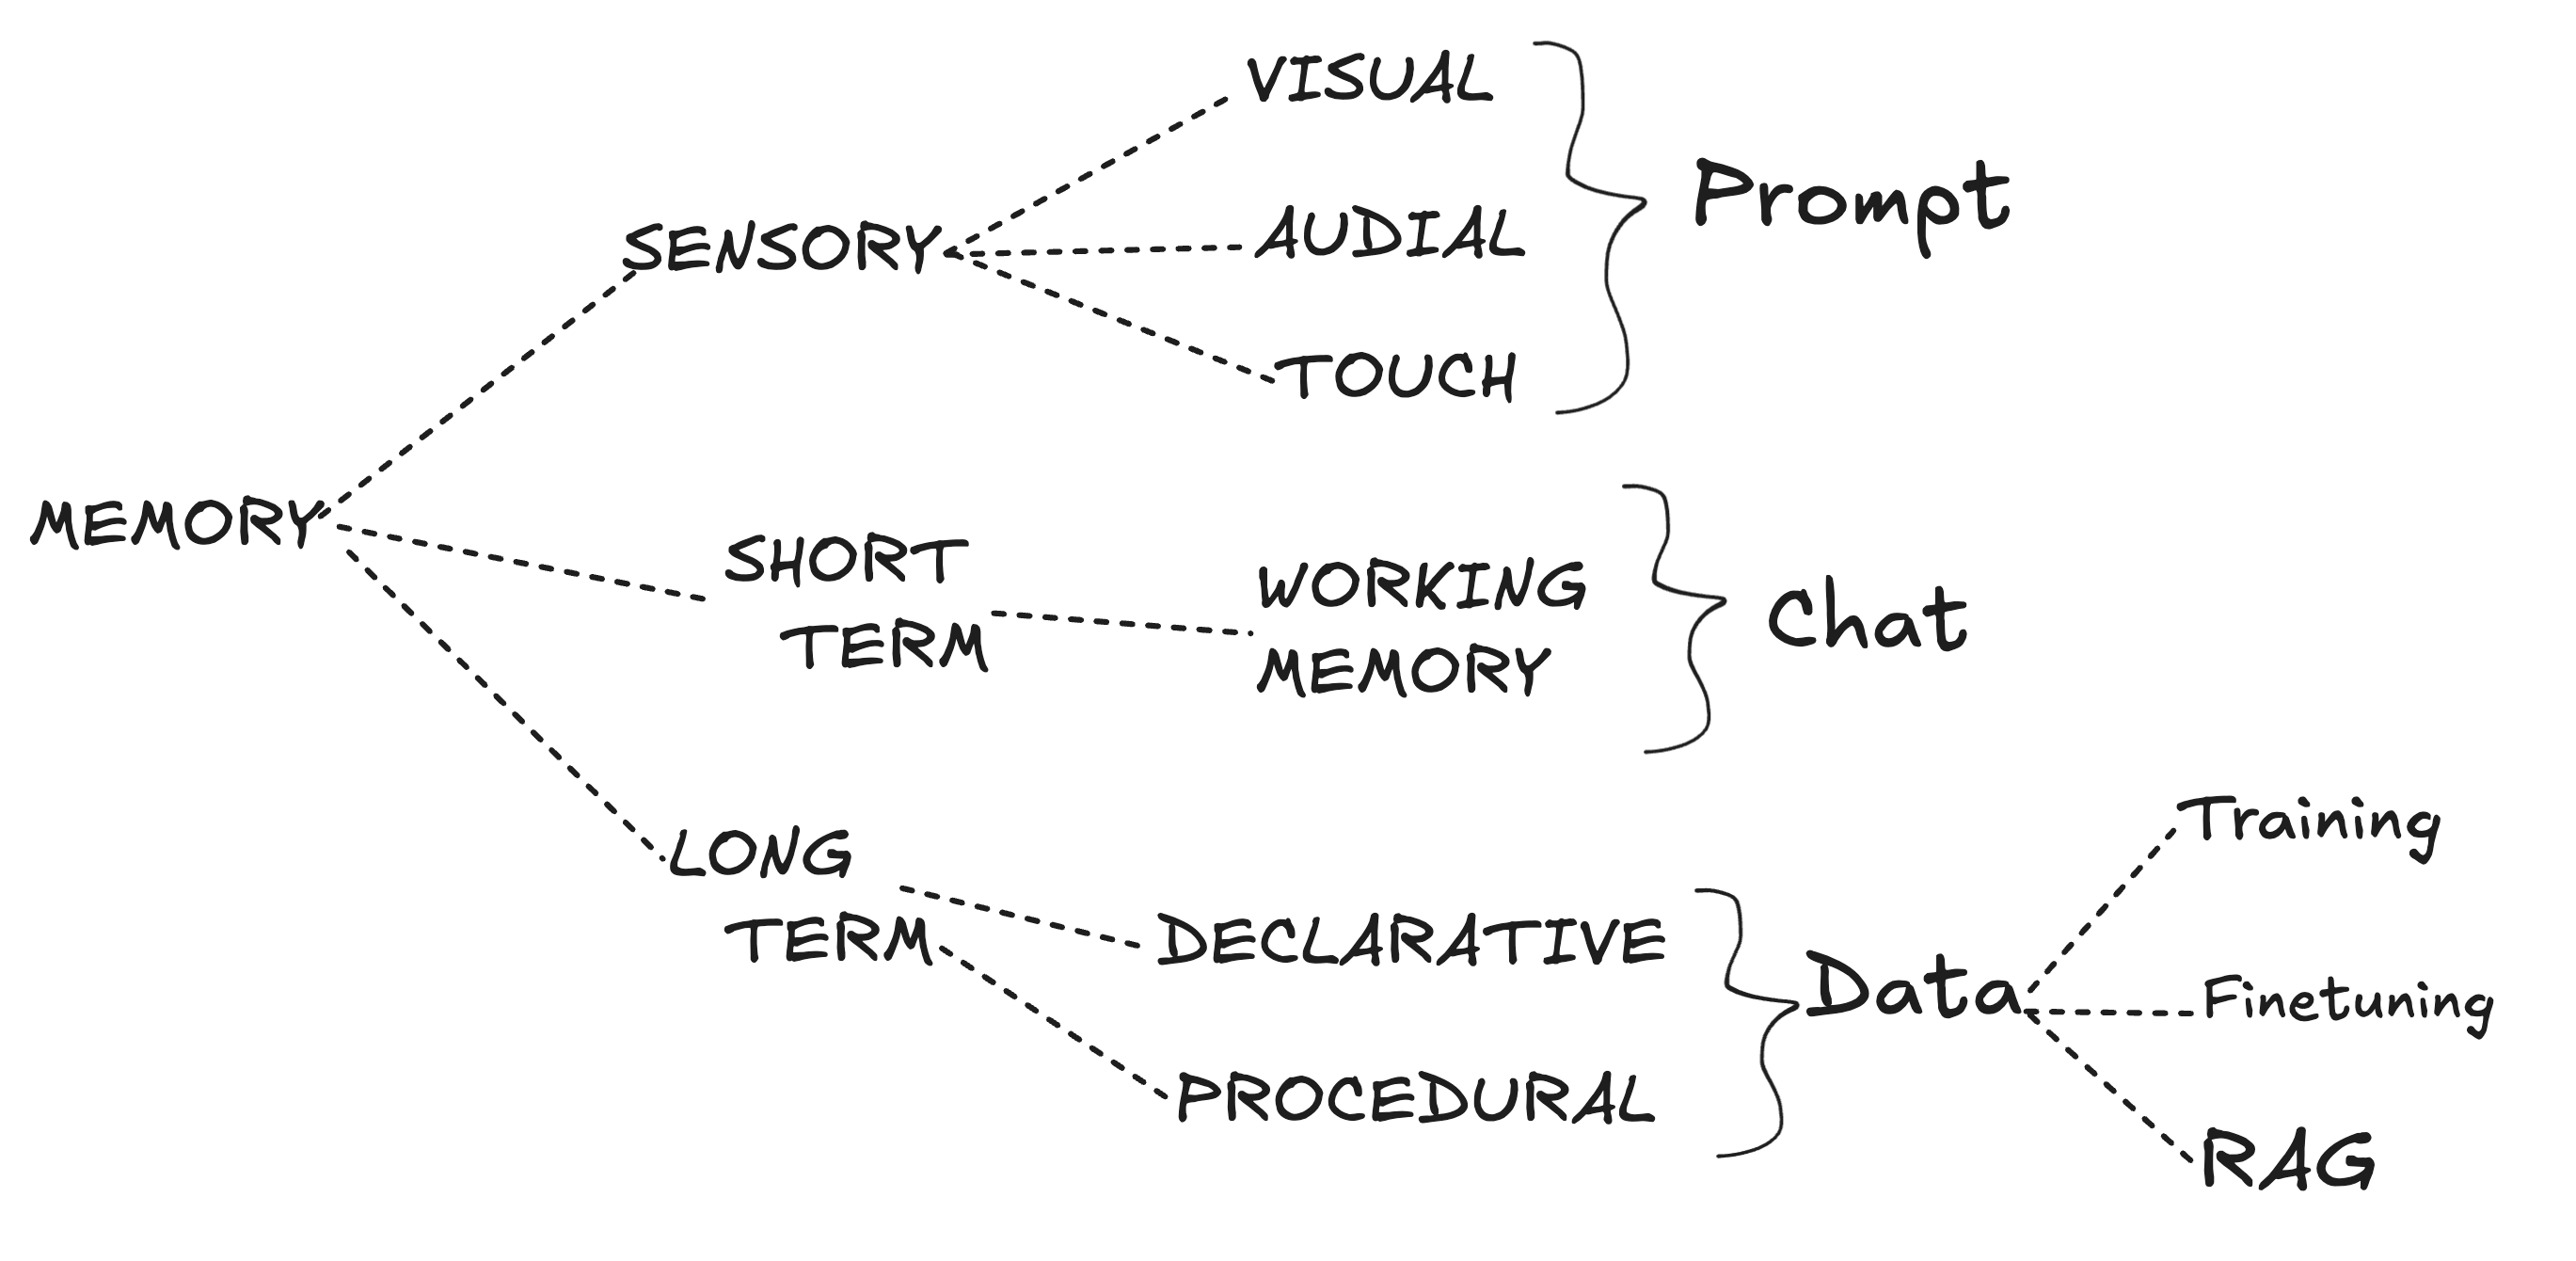 VISUAL
AUDIAL
TOUCH
Prompt
SENSORY
MEMORY
SHORT
TERM
WORKING
MEMORY
Chat
LONG
TERM
DECLARATIVE
PROCEDURAL
Data
Training
Finetuning
RAG